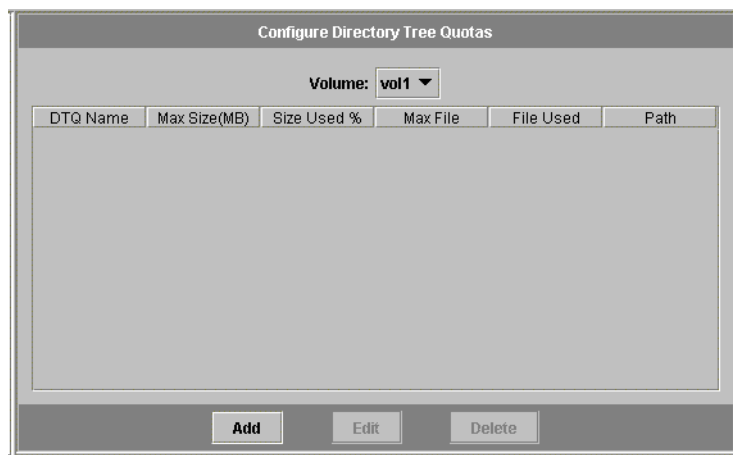 Configure Directory Tree Quotas
Volume: vol1
DTQ Name Max Size(MB) Size Used % Max File File Used Path
Add Edit Delete